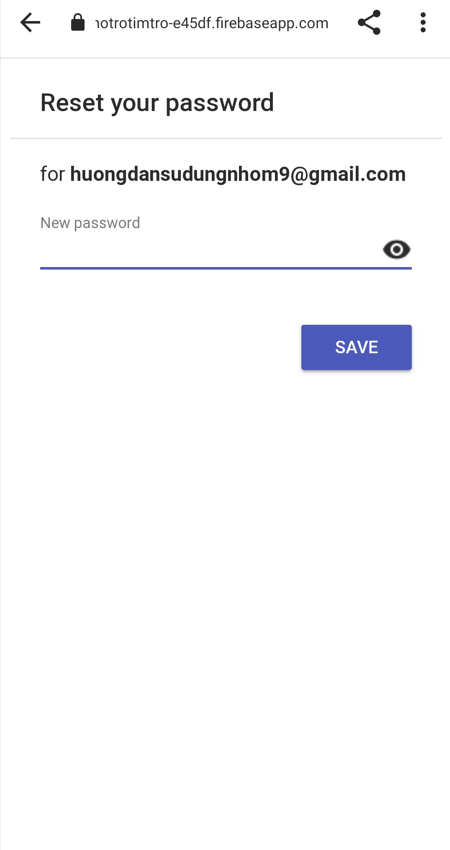 notrotimtro-e45df.firebaseapp.com
Reset your password
for huongdansudungnhom9@gmail.com
New password
SAVE